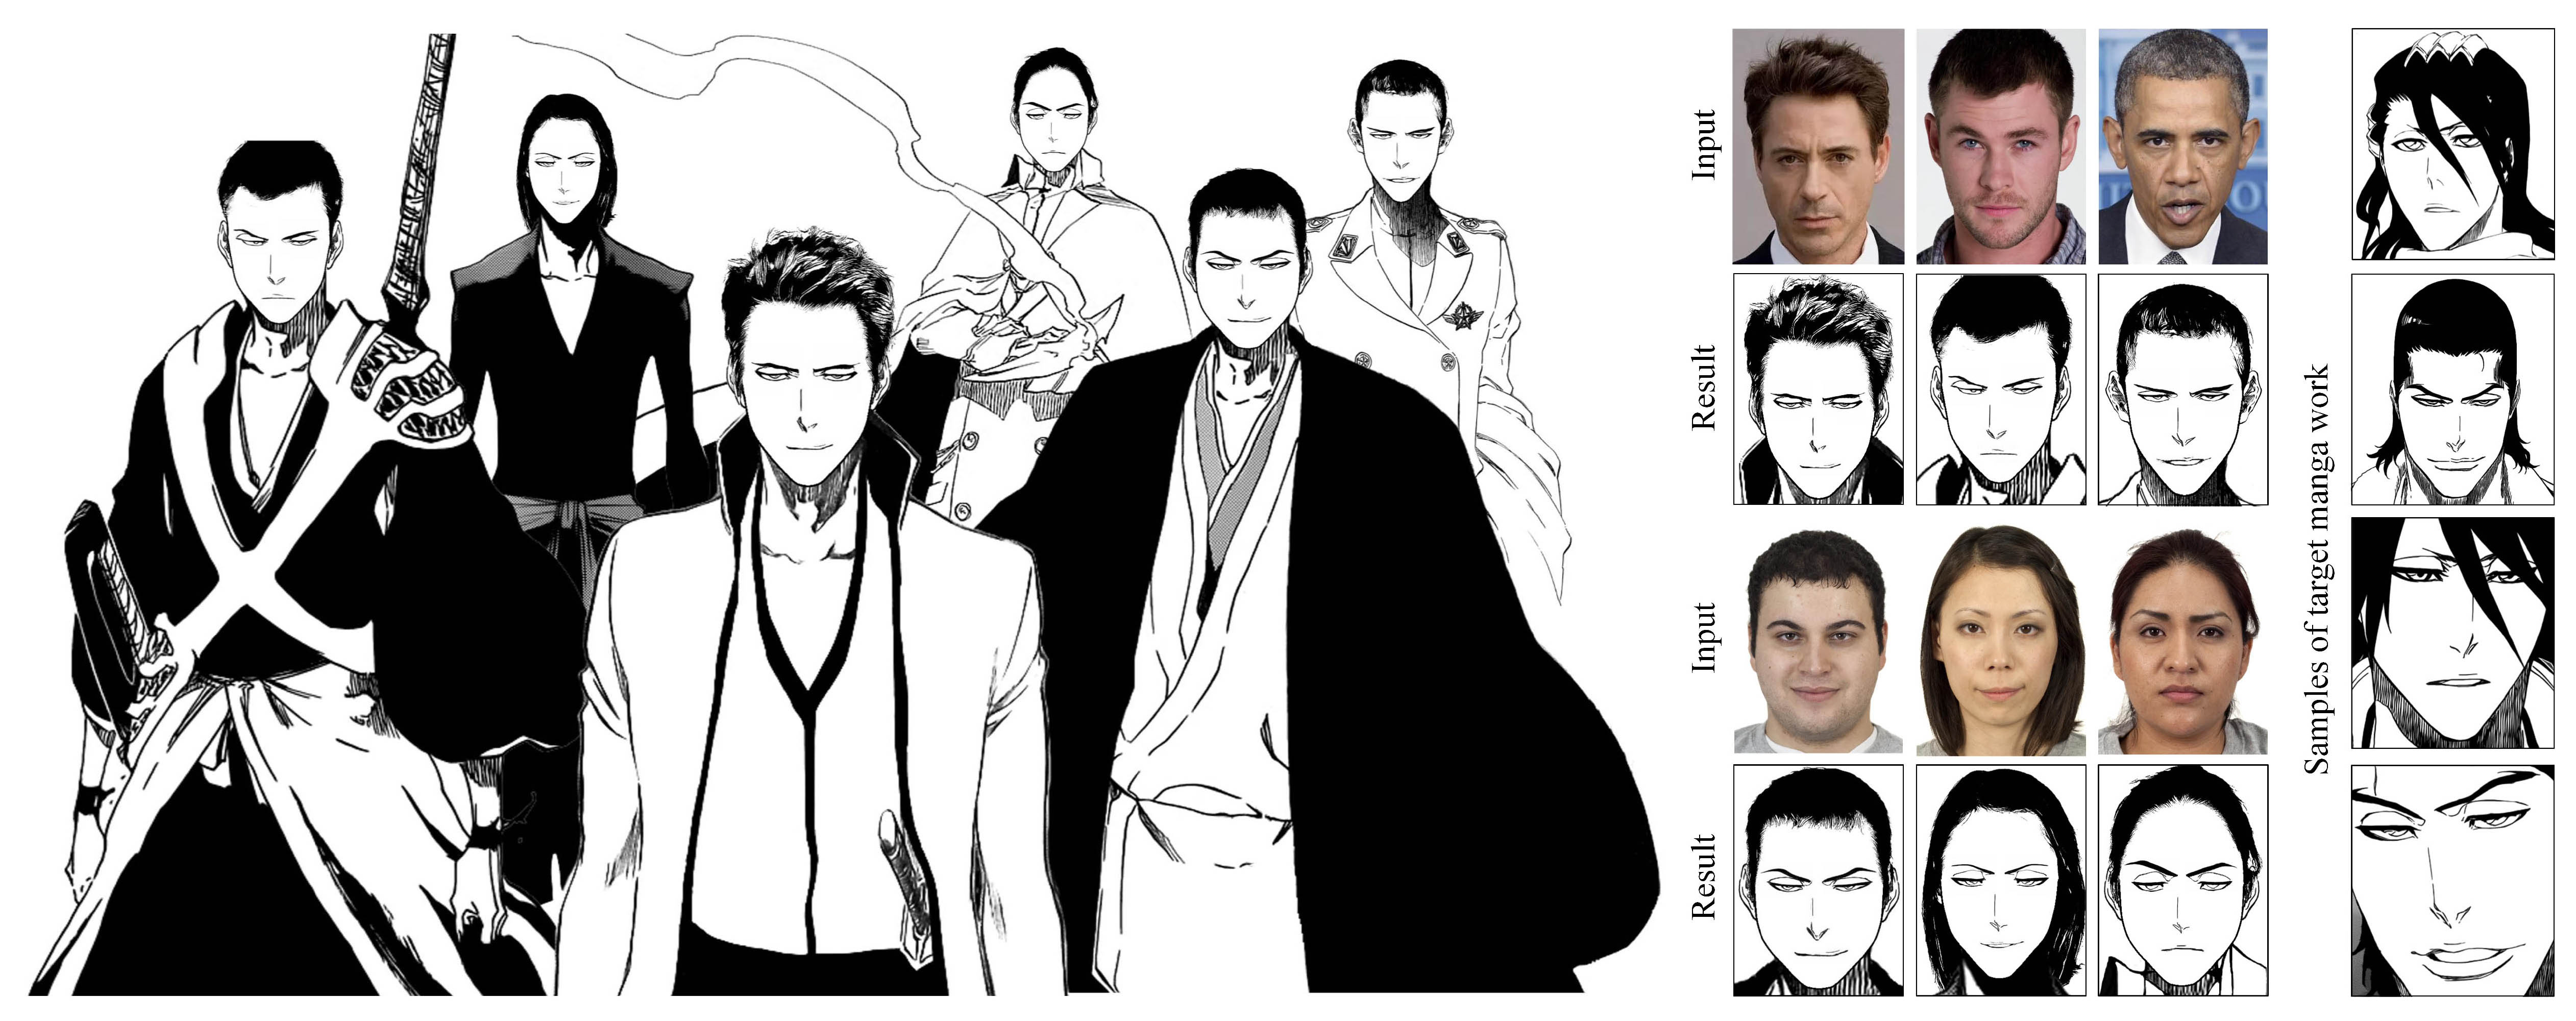 Input
Result
Input
Result
Samples of target manga work